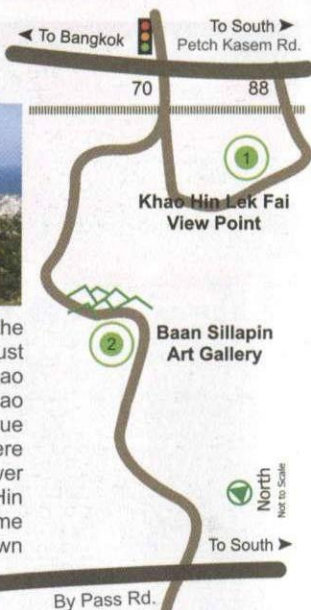 ◄ To Bangkok
To South ➤
Petch Kasem Rd.
70
88
1
Khao Hin Lek Fai
View Point
he
ust
ao
ao
ue
ere
ver
Hin
me
wn
2
Baan Sillapin
Art Gallery
North
Not to Scale
To South ➤
By Pass Rd.